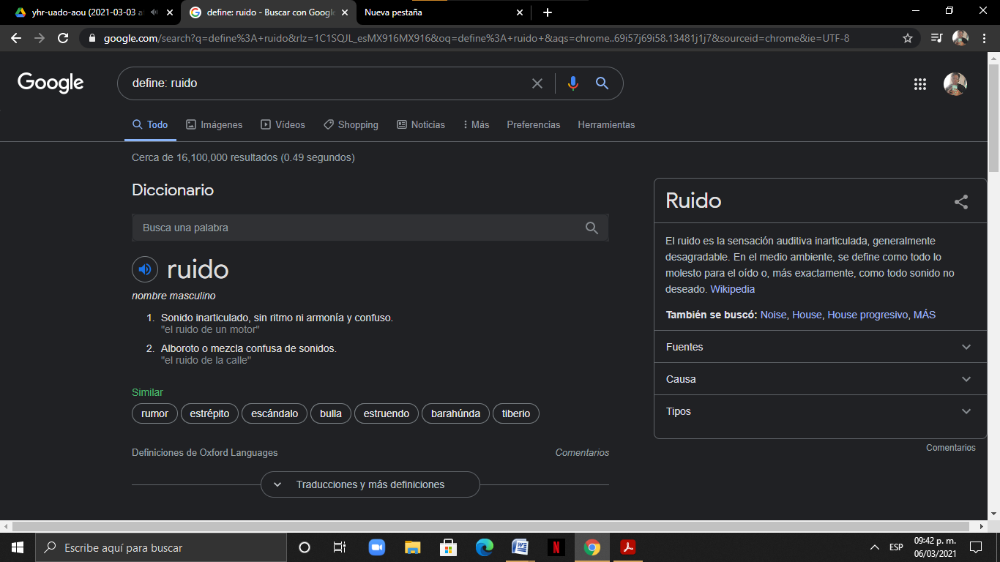 yhr-uado-aou (2021-03-03 a
define: ruido - Buscar con Google
Nueva pestaña
google.com/search?q=define%3A+ruido&rlz=1C1SQJL_esMX916MX916&oq=define%3A+ruido+&aqs=chrome..69i57j69i58.13481j1j7&sourceid=chrome&ie=UTF-8
Google
define: ruido
Todo
Imágenes
Vídeos
Shopping
Noticias
Más
Preferencias
Herramientas
Cerca de 16,100,000 resultados (0.49 segundos)
Diccionario
Busca una palabra
ruido
nombre masculino
1. Sonido inarticulado, sin ritmo ni armonía y confuso.
"el ruido de un motor"
2. Alboroto o mezcla confusa de sonidos.
"el ruido de la calle"
Similar
rumor
estrépito
escándalo
bulla
estruendo
barahúnda
tiberio
Definiciones de Oxford Languages
Comentarios
Traducciones y más definiciones
Ruido
El ruido es la sensación auditiva inarticulada, generalmente
desagradable. En el medio ambiente, se define como todo lo
molesto para el oído o, más exactamente, como todo sonido no
deseado. Wikipedia
También se buscó: Noise, House, House progresivo, MÁS
Fuentes
Causa
Tipos
Comentarios
Escribe aquí para buscar
W
N
ESP
09:42 p. m.
06/03/2021